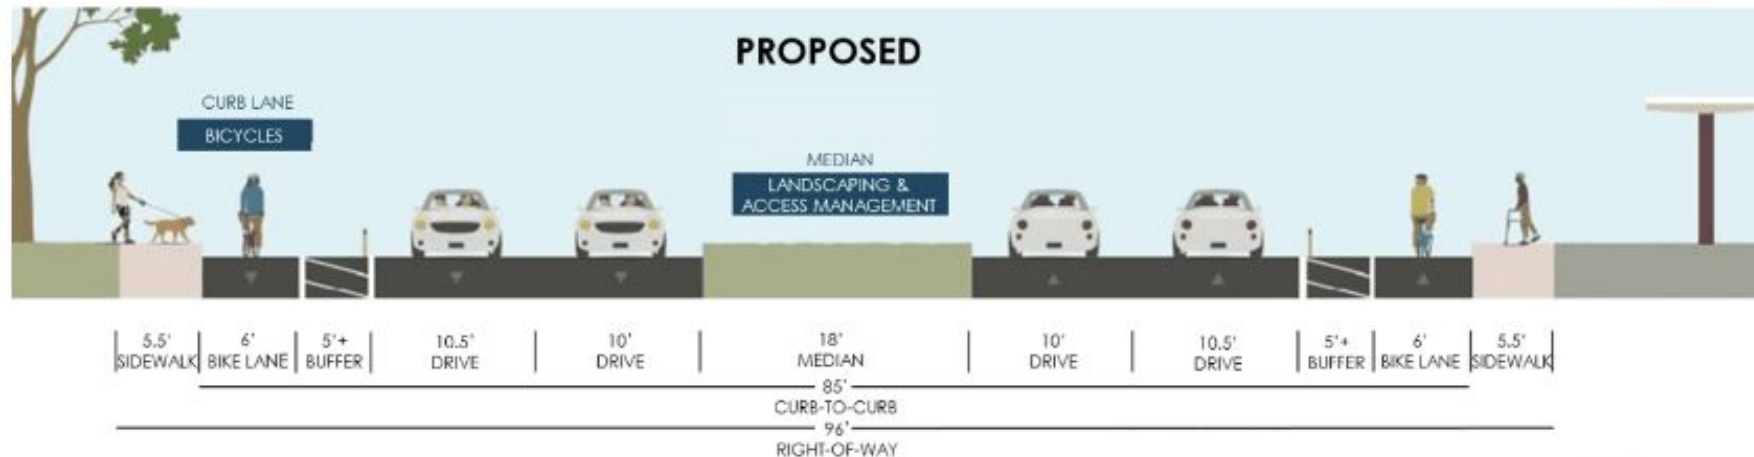 PROPOSED
CURB LANE
BICYCLES
MEDIAN
LANDSCAPING &
ACCESS MANAGEMENT
5.5' 6' 5'+ 10.5' 10' 18' 10' 10.5' 5'+ 6' 5.5'
SIDEWALK BIKE LANE BUFFER DRIVE DRIVE MEDIAN DRIVE DRIVE BUFFER BIKE LANE SIDEWALK
85'
CURB-TO-CURB
96'
RIGHT-OF-WAY